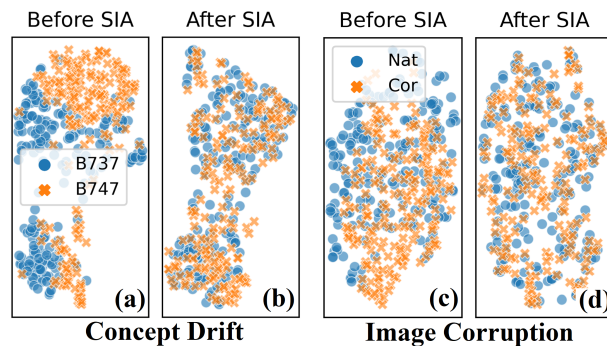 Before SIA
After SIA
Before SIA
After SIA
B737
B747
Nat
Cor
(a)
(b)
(c)
(d)
Concept Drift
Image Corruption